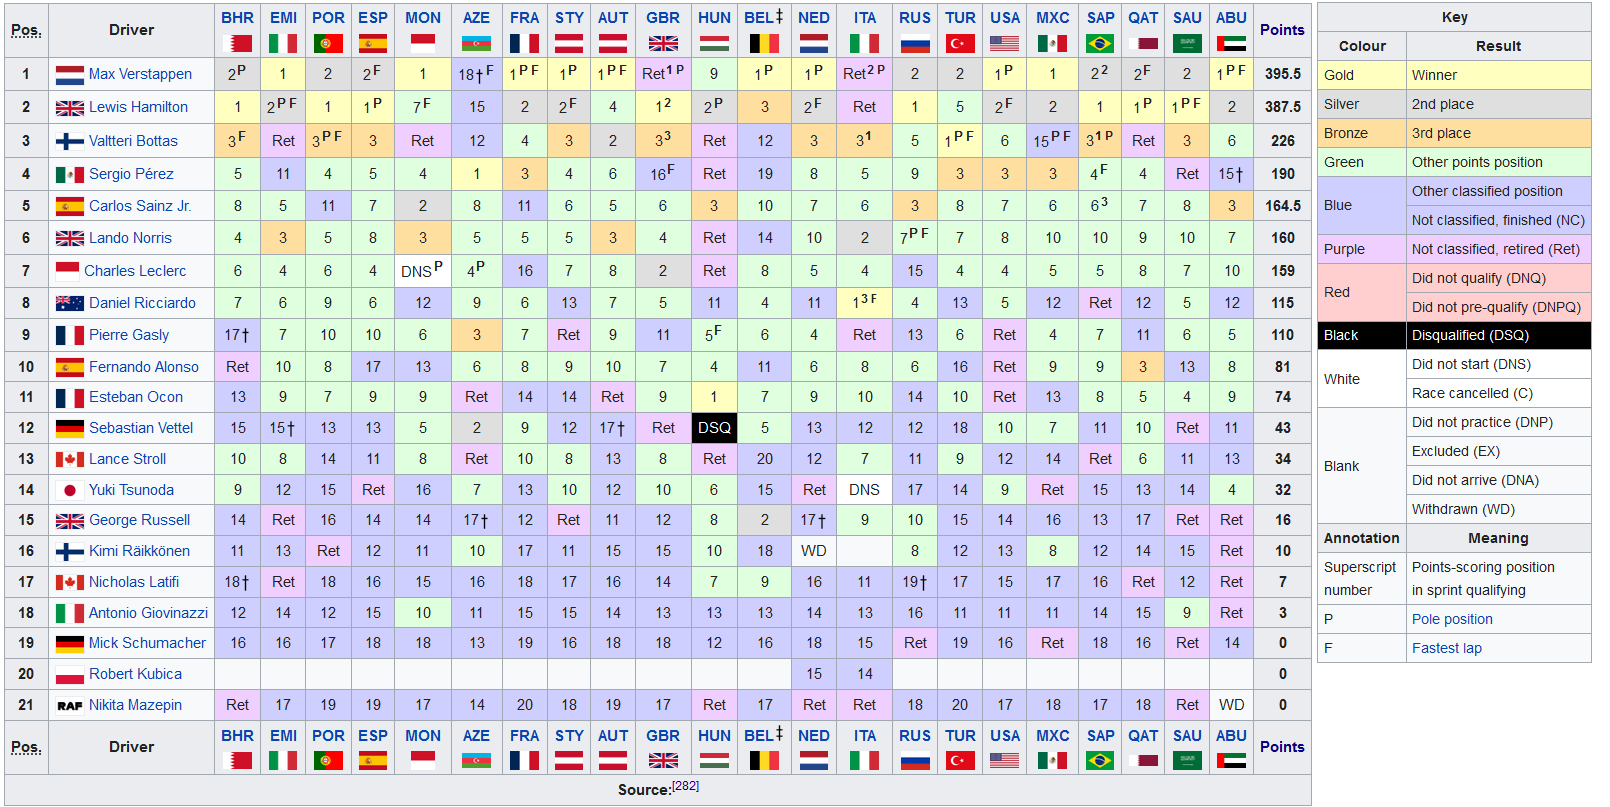 Pos. Driver BHR EMI POR ESP MON AZE FRA STY AUT GBR HUN BEL‡ NED ITA RUS TUR USA MXC SAP QAT SAU ABU Points
1 Max Verstappen 2P 1 2 2F 1 18†F 1P F 1P 1P F Ret1 P 9 1P 1P Ret2 P 2 2 1P 1 22 2F 2 1P F 395.5
2 Lewis Hamilton 1 2P F 1 1P 7F 15 2 2F 4 12 2P 3 2F Ret 1 5 2F 2 1 1P 1P F 2 387.5
3 Valtteri Bottas 3F Ret 3P F 3 Ret 12 4 3 2 33 Ret 12 3 31 5 1P F 6 15P F 31 P Ret 3 6 226
4 Sergio Pérez 5 11 4 5 4 1 3 4 6 16F Ret 19 8 5 9 3 3 3 4F 4 Ret 15† 190
5 Carlos Sainz Jr. 8 5 11 7 2 8 11 6 5 6 3 10 7 6 3 8 7 6 63 7 8 3 164.5
6 Lando Norris 4 3 5 8 3 5 5 5 3 4 Ret 14 10 2 7P F 7 8 10 10 9 10 7 160
7 Charles Leclerc 6 4 6 4 DNSP 4P 16 7 8 2 Ret 8 5 4 15 4 4 5 5 8 7 10 159
8 Daniel Ricciardo 7 6 9 6 12 9 6 13 7 5 11 4 11 13 F 4 13 5 12 Ret 12 5 12 115
9 Pierre Gasly 17† 7 10 10 6 3 7 Ret 9 11 5F 6 4 Ret 13 6 Ret 4 7 11 6 5 110
10 Fernando Alonso Ret 10 8 17 13 6 8 9 10 7 4 11 6 8 6 16 Ret 9 9 3 13 8 81
11 Esteban Ocon 13 9 7 9 9 Ret 14 14 Ret 9 1 7 9 10 14 10 Ret 13 8 5 4 9 74
12 Sebastian Vettel 15 15† 13 13 5 2 9 12 17† Ret DSQ 5 13 12 12 18 10 7 11 10 Ret 11 43
13 Lance Stroll 10 8 14 11 8 Ret 10 8 13 8 Ret 20 12 7 11 9 12 14 Ret 6 11 13 34
14 Yuki Tsunoda 9 12 15 Ret 16 7 13 10 12 10 6 15 Ret DNS 17 14 9 Ret 15 13 14 4 32
15 George Russell 14 Ret 16 14 14 17† 12 Ret 11 12 8 2 17† 9 10 15 14 16 13 17 Ret Ret 16
16 Kimi Räikkönen 11 13 Ret 12 11 10 17 11 15 15 10 18 WD 8 12 13 8 12 14 15 Ret 10
17 Nicholas Latifi 18† Ret 18 16 15 16 18 17 16 14 7 9 16 11 19† 17 15 17 16 Ret 12 Ret 7
18 Antonio Giovinazzi 12 14 12 15 10 11 15 15 14 13 13 13 14 13 16 11 11 11 14 15 9 Ret 3
19 Mick Schumacher 16 16 17 18 18 13 19 16 18 18 12 16 18 15 Ret 19 16 Ret 18 16 Ret 14 0
20 Robert Kubica 15 14 0
21 RAF Nikita Mazepin Ret 17 19 19 17 14 20 18 19 17 Ret 17 Ret Ret 18 20 17 18 17 18 Ret WD 0
Pos. Driver BHR EMI POR ESP MON AZE FRA STY AUT GBR HUN BEL‡ NED ITA RUS TUR USA MXC SAP QAT SAU ABU Points
Source:[282]
Key
Colour Result
Gold Winner
Silver 2nd place
Bronze 3rd place
Green Other points position
Blue Other classified position
Not classified, finished (NC)
Purple Not classified, retired (Ret)
Red Did not qualify (DNQ)
Did not pre-qualify (DNPQ)
Black Disqualified (DSQ)
White Did not start (DNS)
Race cancelled (C)
Blank Did not practice (DNP)
Excluded (EX)
Did not arrive (DNA)
Withdrawn (WD)
Annotation Meaning
Superscript number Points-scoring position
in sprint qualifying
P Pole position
F Fastest lap